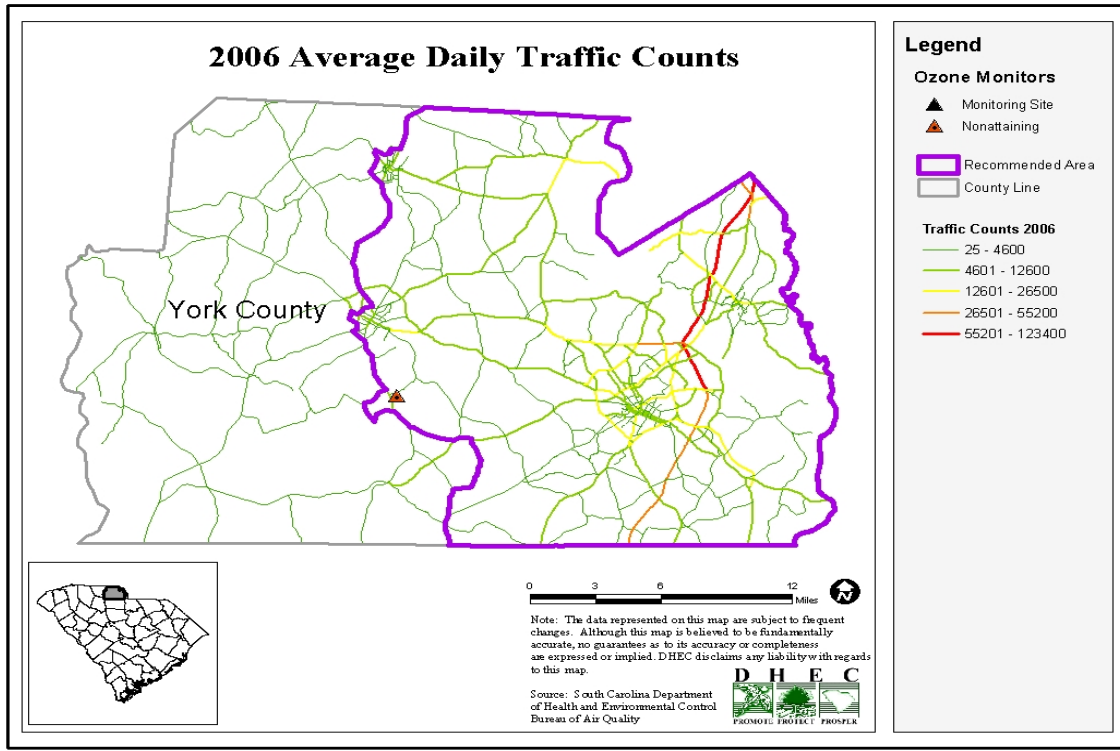 2006 Average Daily Traffic Counts
York County
0 3 6 12
Miles
N
Note: The data represented on this map are subject to frequent
changes. Although this map is believed to be fundamentally
accurate, no guarantees as to its accuracy or completeness
are expressed or implied. DHEC disclaims any liability with regards
to this map.
Source: South Carolina Department
of Health and Environmental Control
Bureau of Air Quality
D H E C
PROMOTE PROTECT PROSPER
Legend
Ozone Monitors
Monitoring Site
Nonattaining
Recommended Area
County Line
Traffic Counts 2006
25 - 4600
4601 - 12600
12601 - 26500
26501 - 55200
55201 - 123400